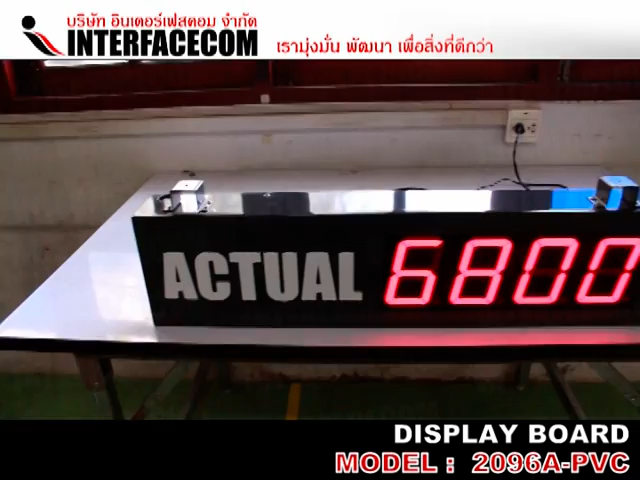 บริษัท อินเตอร์เฟสคอม จำกัด
INTERFACECOM
เรามุ่งมั่น พัฒนา เพื่อสิ่งที่ดีกว่า
ACTUAL 6800
DISPLAY BOARD
MODEL : 2096A-PVC